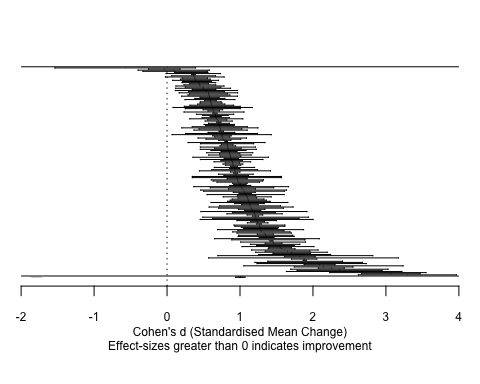 -2 -1 0 1 2 3 4
Cohen's d (Standardised Mean Change)
Effect-sizes greater than 0 indicates improvement